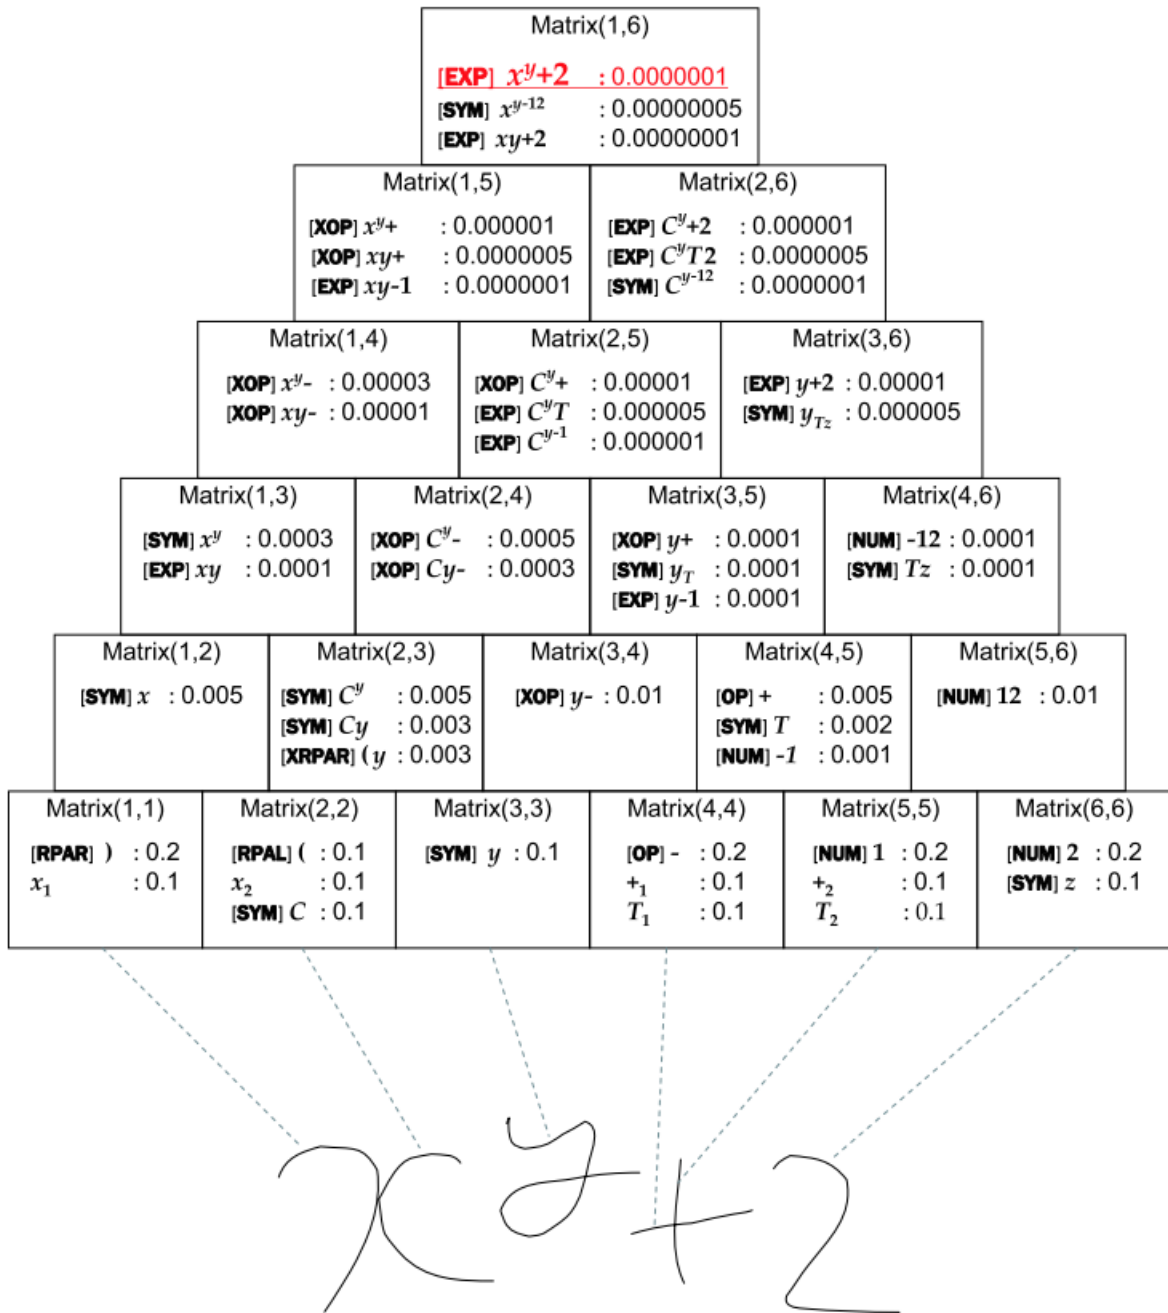 Matrix(1,6)
[EXP] x^y+2 : 0.0000001
[SYM] x^{y-12} : 0.00000005
[EXP] xy+2 : 0.00000001
Matrix(1,5)
[XOP] x^y+ : 0.000001
[XOP] xy+ : 0.0000005
[EXP] xy-1 : 0.0000001
Matrix(2,6)
[EXP] C^y+2 : 0.000001
[EXP] C^yT2 : 0.0000005
[SYM] C^{y-12} : 0.0000001
Matrix(1,4)
[XOP] x^y- : 0.00003
[XOP] xy- : 0.00001
Matrix(2,5)
[XOP] C^y+ : 0.00001
[EXP] C^yT : 0.000005
[EXP] C^{y-1} : 0.000001
Matrix(3,6)
[EXP] y+2 : 0.00001
[SYM] y_{Tz} : 0.000005
Matrix(1,3)
[SYM] x^y : 0.0003
[EXP] xy : 0.0001
Matrix(2,4)
[XOP] C^y- : 0.0005
[XOP] Cy- : 0.0003
Matrix(3,5)
[XOP] y+ : 0.0001
[SYM] y_T : 0.0001
[EXP] y-1 : 0.0001
Matrix(4,6)
[NUM] -12 : 0.0001
[SYM] Tz : 0.0001
Matrix(1,2)
[SYM] x : 0.005
Matrix(2,3)
[SYM] C^y : 0.005
[SYM] Cy : 0.003
[XRPAR] (y : 0.003
Matrix(3,4)
[XOP] y- : 0.01
Matrix(4,5)
[OP] + : 0.005
[SYM] T : 0.002
[NUM] -1 : 0.001
Matrix(5,6)
[NUM] 12 : 0.01
Matrix(1,1)
[RPAR] ) : 0.2
x_1 : 0.1
Matrix(2,2)
[RPAL] ( : 0.1
x_2 : 0.1
[SYM] C : 0.1
Matrix(3,3)
[SYM] y : 0.1
Matrix(4,4)
[OP] - : 0.2
+_1 : 0.1
T_1 : 0.1
Matrix(5,5)
[NUM] 1 : 0.2
+_2 : 0.1
T_2 : 0.1
Matrix(6,6)
[NUM] 2 : 0.2
[SYM] z : 0.1
x^y+2